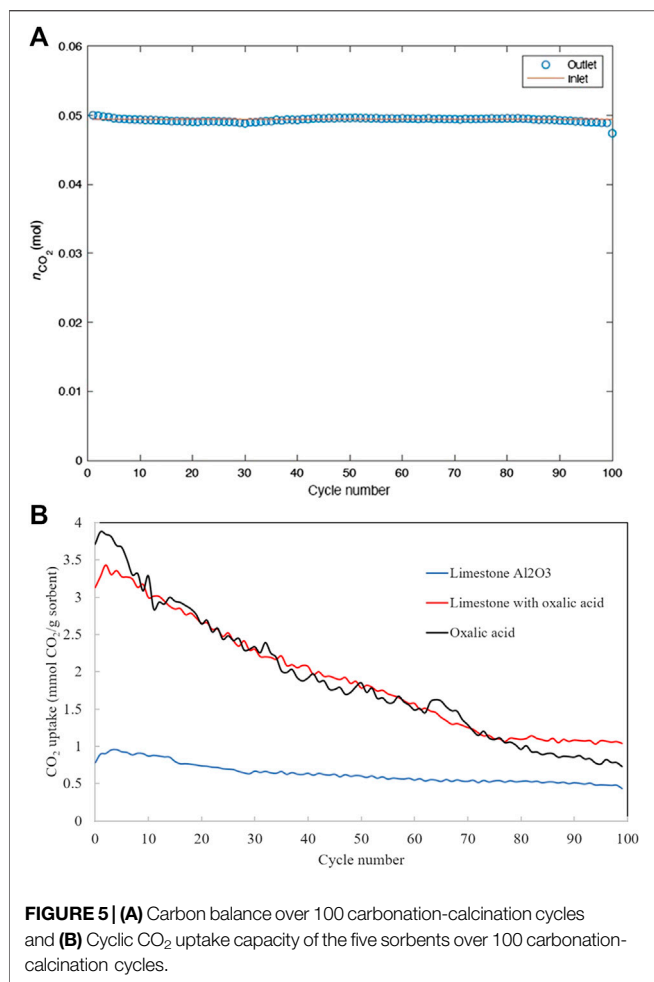 A
0.06
0.05
0.04
0.03
0.02
0.01
0
nCO2(mol)
Outlet
Inlet
0 10 20 30 40 50 60 70 80 90 100
Cycle number
B
4
3.5
3
2.5
2
1.5
1
0.5
0
CO2 uptake (mmol CO2/g sorbent)
Limestone Al2O3
Limestone with oxalic acid
Oxalic acid
0 10 20 30 40 50 60 70 80 90 100
Cycle number
FIGURE 5 | (A) Carbon balance over 100 carbonation-calcination cycles
and (B) Cyclic CO2 uptake capacity of the five sorbents over 100 carbonation-
calcination cycles.